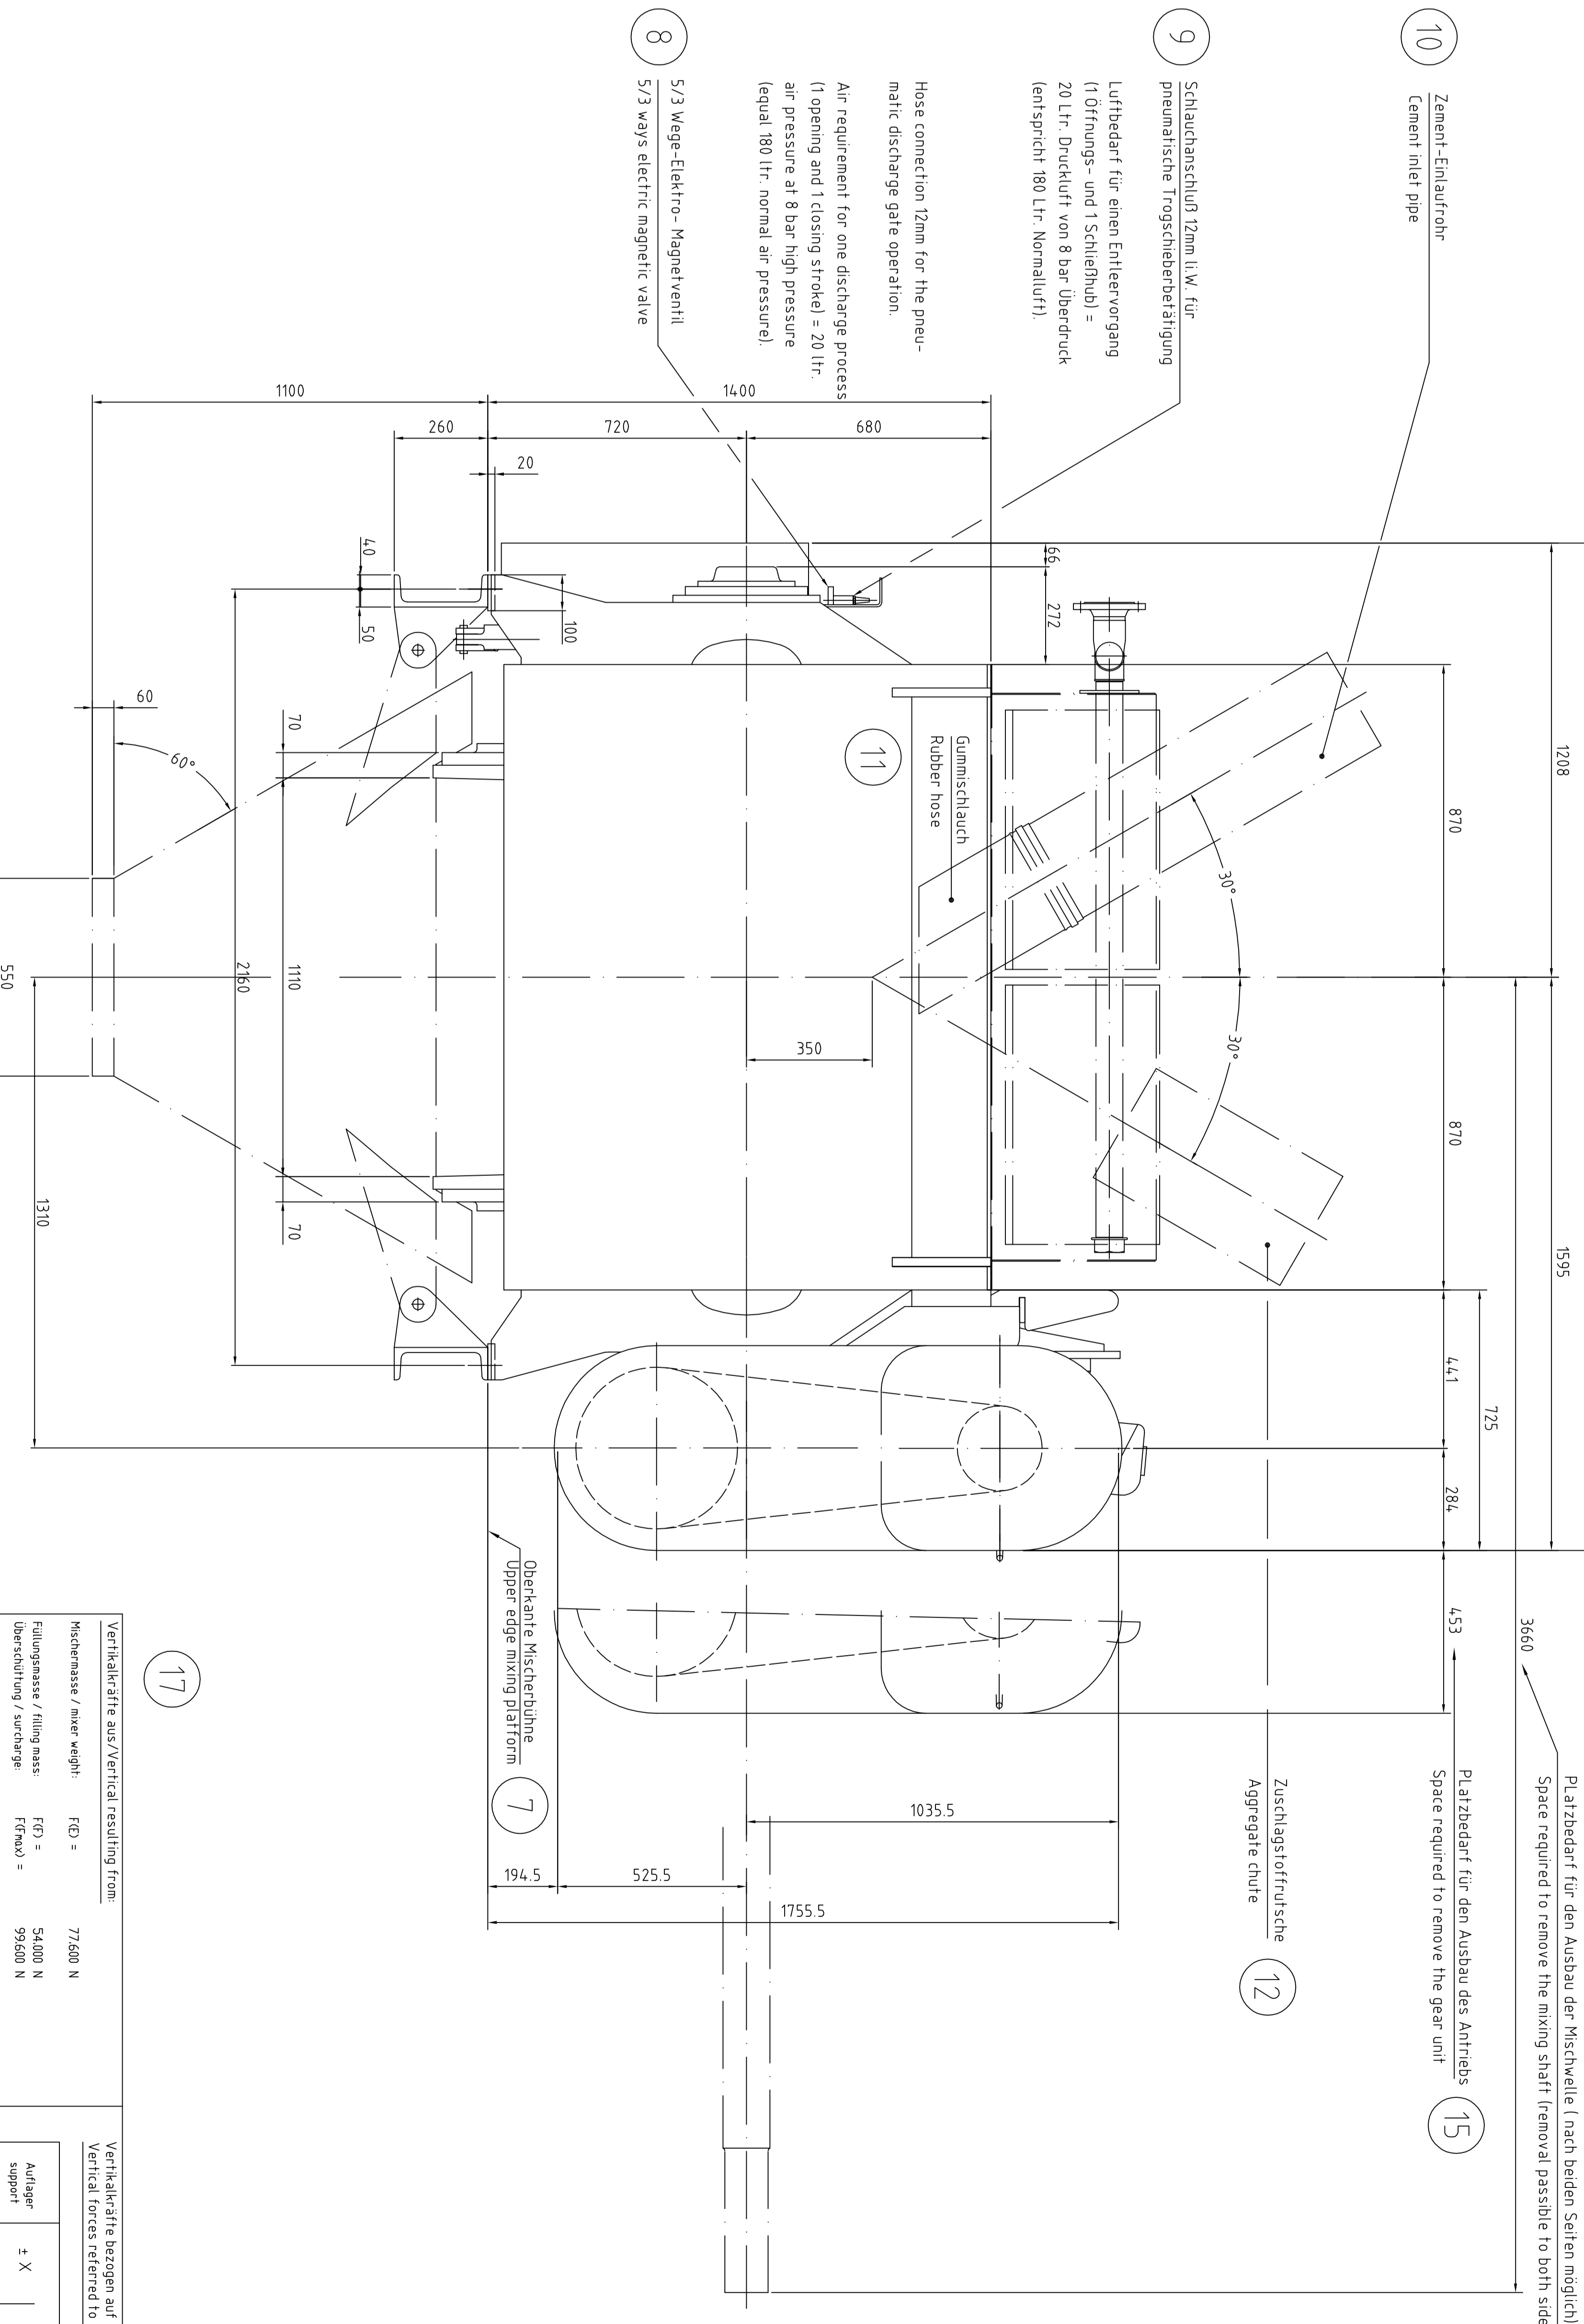 10
Zement-Einlaufrohr
Cement inlet pipe
9
Schlauchanschluß 12mm li.W. für
pneumatische Trogschieberbetätigung
Luftbedarf für einen Entleervorgang
(1 Öffnungs- und 1 Schließhub) =
20 Ltr. Druckluft von 8 bar Überdruck
(entspricht 180 Ltr. Normalluft).
Hose connection 12mm for the pneu-
matic discharge gate operation.
Air requirement for one discharge process
(1 opening and 1 closing stroke) = 20 ltr.
air pressure at 8 bar high pressure
(equal 180 ltr. normal air pressure).
8
5/3 Wege-Elektro- Magnetventil
5/3 ways electric magnetic valve
1100
1400
260
720
680
20
40
50
100
66
272
1208
870
60
60°
70
11
Gummischlauch
Rubber hose
30°
30°
2160
1110
550
350
870
1595
1310
70
441
725
284
453
3660
PLatzbedarf für den Ausbau der Mischwelle ( nach beiden Seiten möglich)
Space required to remove the mixing shaft (removal passible to both side
PLatzbedarf für den Ausbau des Antriebs
Space required to remove the gear unit
15
Zuschlagstoffrutsche
Aggregate chute
12
Oberkante Mischerbühne
Upper edge mixing platform
7
1035.5
194.5
525.5
1755.5
17
Vertikalkräfte aus/Vertical resulting from:
Mischermasse / mixer weight: F(E) = 77.600 N
Füllungsmasse / filling mass: F(F) = 54.000 N
Überschüttung / surcharge: F(Fmax) = 99.600 N
Vertikalkräfte bezogen auf
Vertical forces referred to
Auflager
support
± X